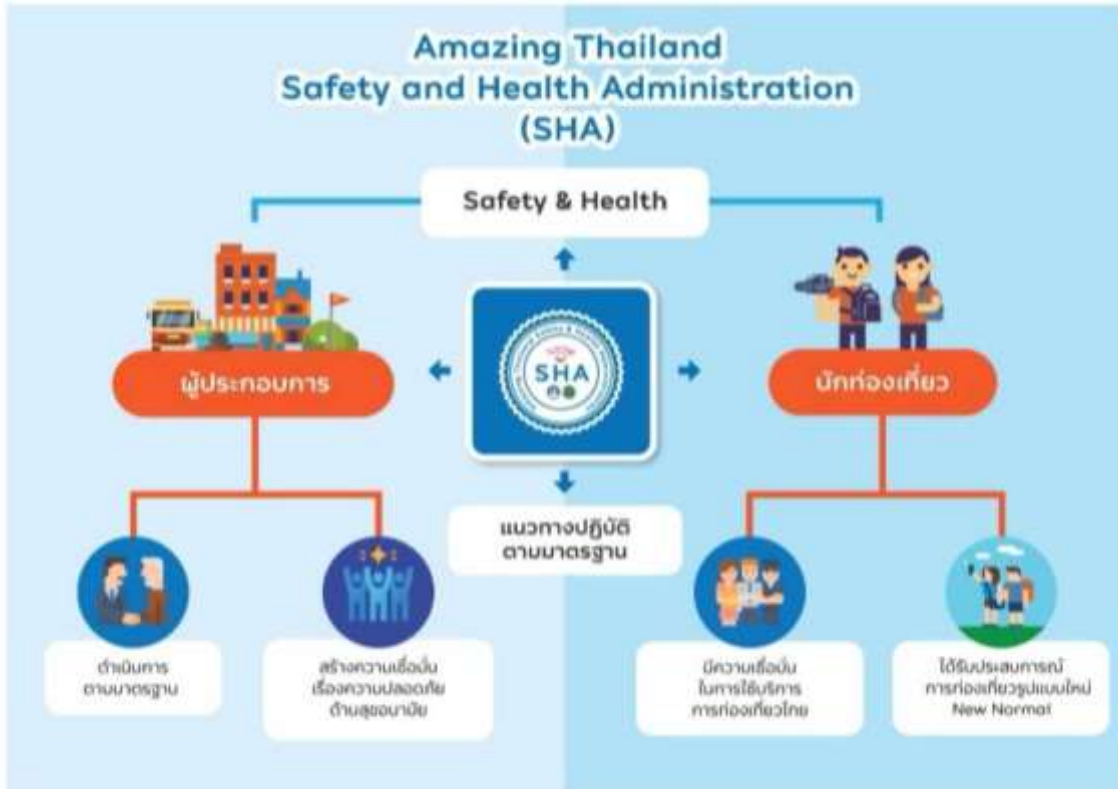 Amazing Thailand
Safety and Health Administration
(SHA)
Safety & Health
SHA
ผู้ประกอบการ
นักท่องเที่ยว
แนวทางปฏิบัติ
ตามมาตรฐาน
ดำเนินการ
ตามมาตรฐาน
สร้างความเชื่อมั่น
เรื่องความปลอดภัย
ด้านสุขอนามัย
มีความเชื่อมั่น
ในการใช้บริการ
การท่องเที่ยวไทย
ได้รับประสบการณ์
การท่องเที่ยวรูปแบบใหม่
New Normal